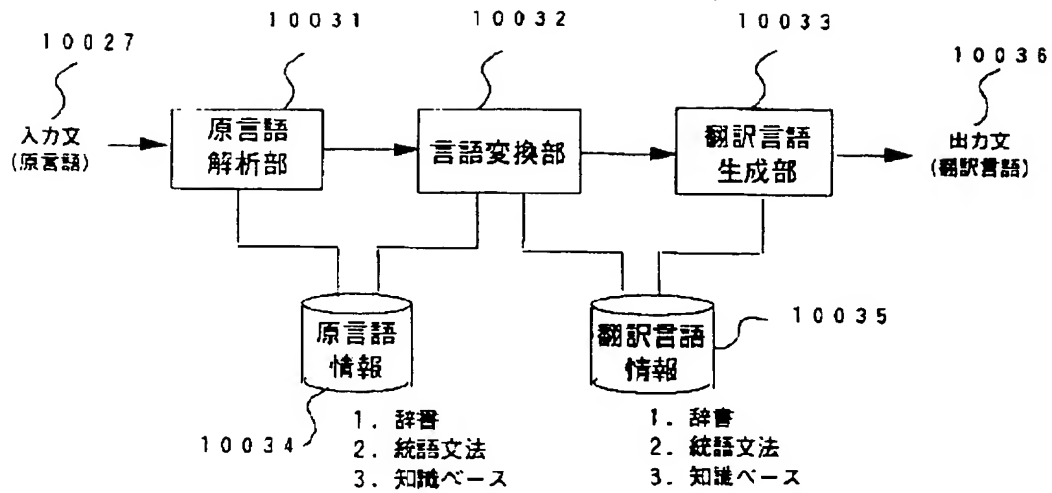 10027
10031
10032
10033
10036
入力文
(原言語)
原言語
解析部
言語変換部
翻訳言語
生成部
出力文
(翻訳言語)
原言語
情報
翻訳言語
情報
10035
10034
1. 辞書
2. 統語文法
3. 知識ベース
1. 辞書
2. 統語文法
3. 知識ベース